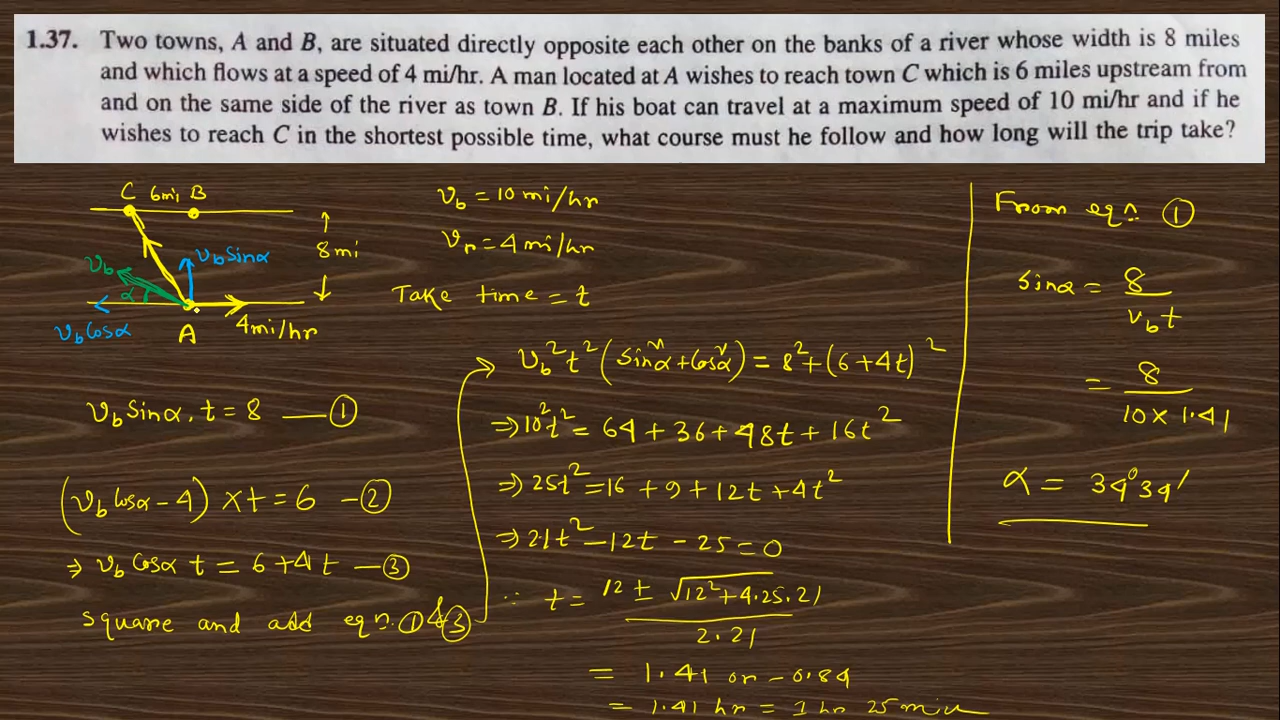 1.37. Two towns, A and B, are situated directly opposite each other on the banks of a river whose width is 8 miles
and which flows at a speed of 4 mi/hr. A man located at A wishes to reach town C which is 6 miles upstream from
and on the same side of the river as town B. If his boat can travel at a maximum speed of 10 mi/hr and if he
wishes to reach C in the shortest possible time, what course must he follow and how long will the trip take?
C 6mi B
8mi
v_b
v_b sinα
α
v_b cosα
A
4mi/hr
v_b sinα. t = 8 — ①
(v_b cosα - 4) × t = 6 - ②
⇒ v_b cosα t = 6 + 4t — ③
square and add eqn. ① & ③
v_b = 10 mi/hr
v_r = 4 mi/hr
Take time = t
v_b² t² (sin²α + cos²α) = 8² + (6 + 4t)²
⇒ 10² t² = 64 + 36 + 48t + 16t²
⇒ 25t² = 16 + 9 + 12t + 4t²
⇒ 21t² - 12t - 25 = 0
∵ t = 12 ± √12² + 4.25.21
2.21
= 1.41 or - 0.84
= 1.41 hr = 1 hr 25 min
From eqn. ①
sinα = 8
v_b t
= 8
10 × 1.41
α = 34°34'